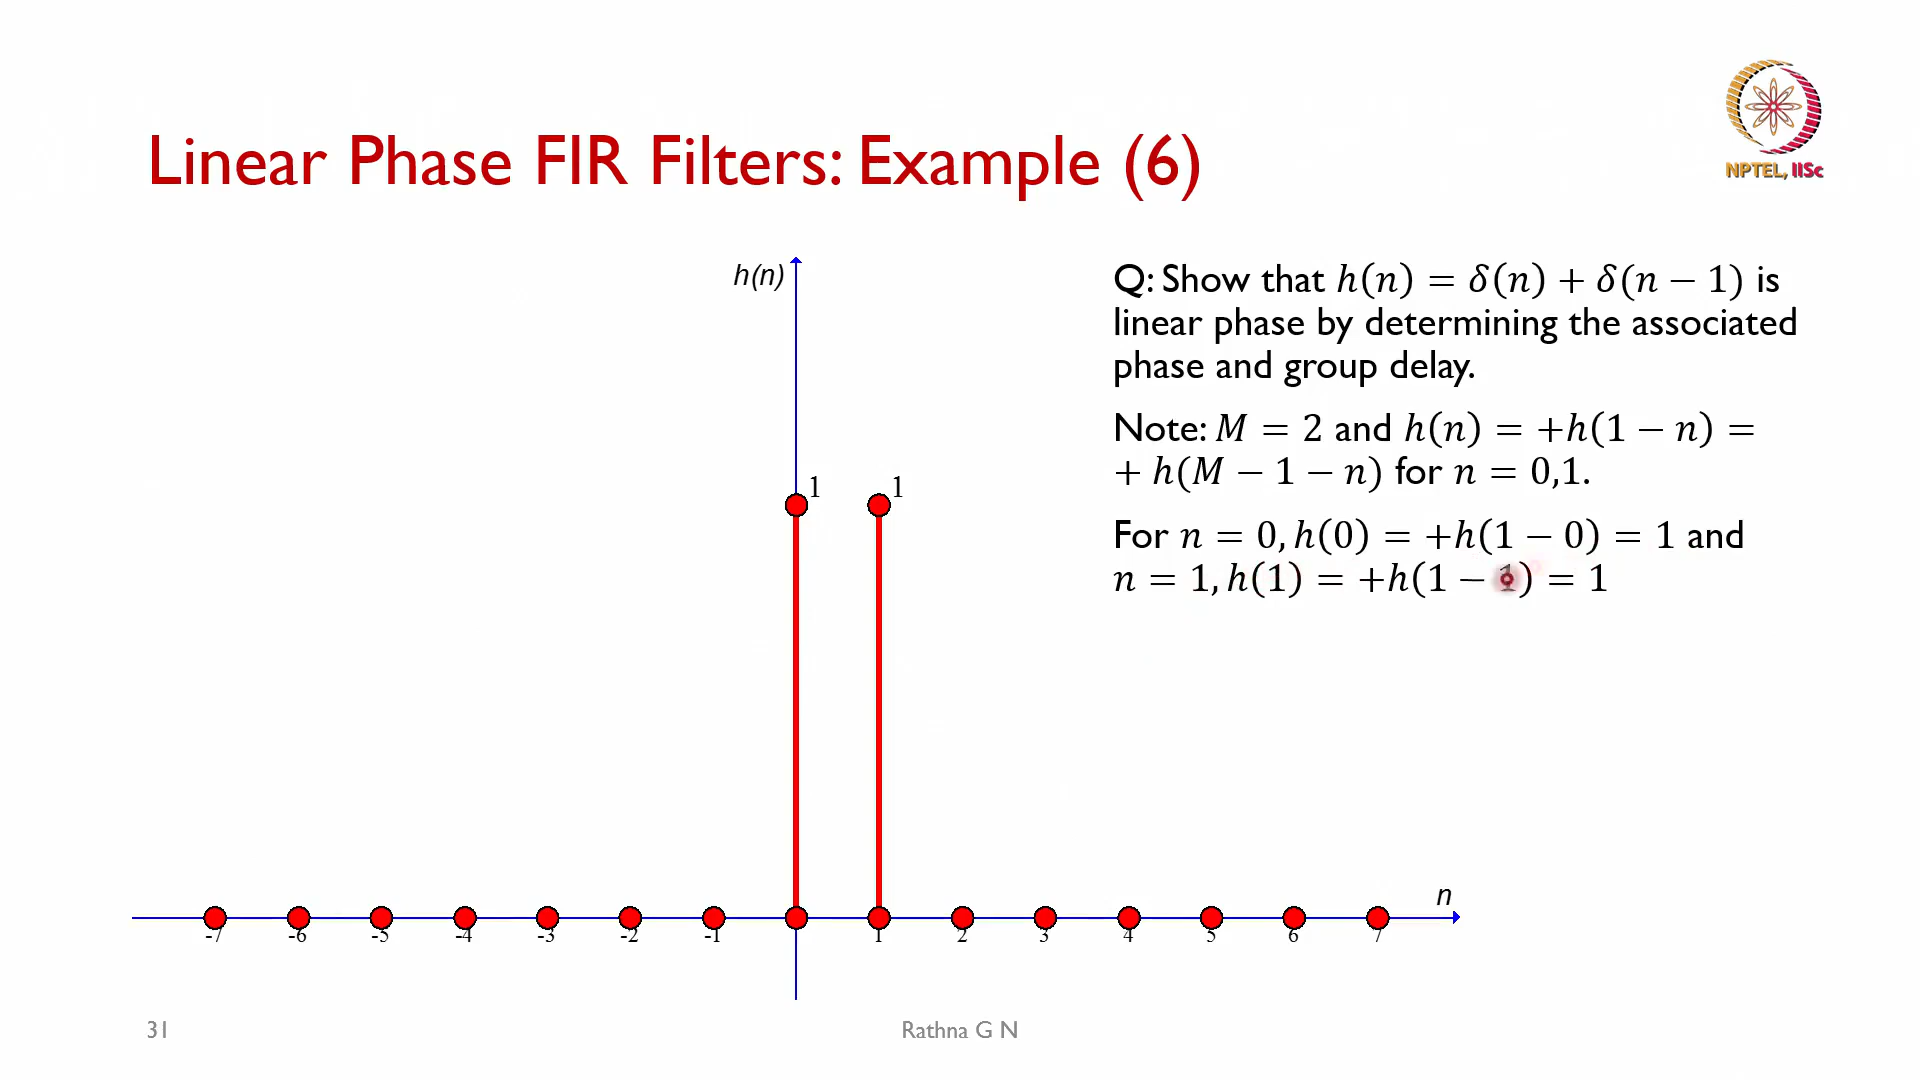 NPTEL, IISc
Linear Phase FIR Filters: Example (6)
h(n)
Q: Show that ℎ(𝑛) = 𝛿(𝑛) + 𝛿(𝑛 − 1) is
linear phase by determining the associated
phase and group delay.
Note: 𝑀 = 2 and ℎ(𝑛) = +ℎ(1 − 𝑛) =
+ ℎ(𝑀 − 1 − 𝑛) for 𝑛 = 0,1.
For 𝑛 = 0, ℎ(0) = +ℎ(1 − 0) = 1 and
𝑛 = 1, ℎ(1) = +ℎ(1 − 1) = 1
1 1
n
-7 -6 -5 -4 -3 -2 -1 1 2 3 4 5 6 7
31 Rathna G N